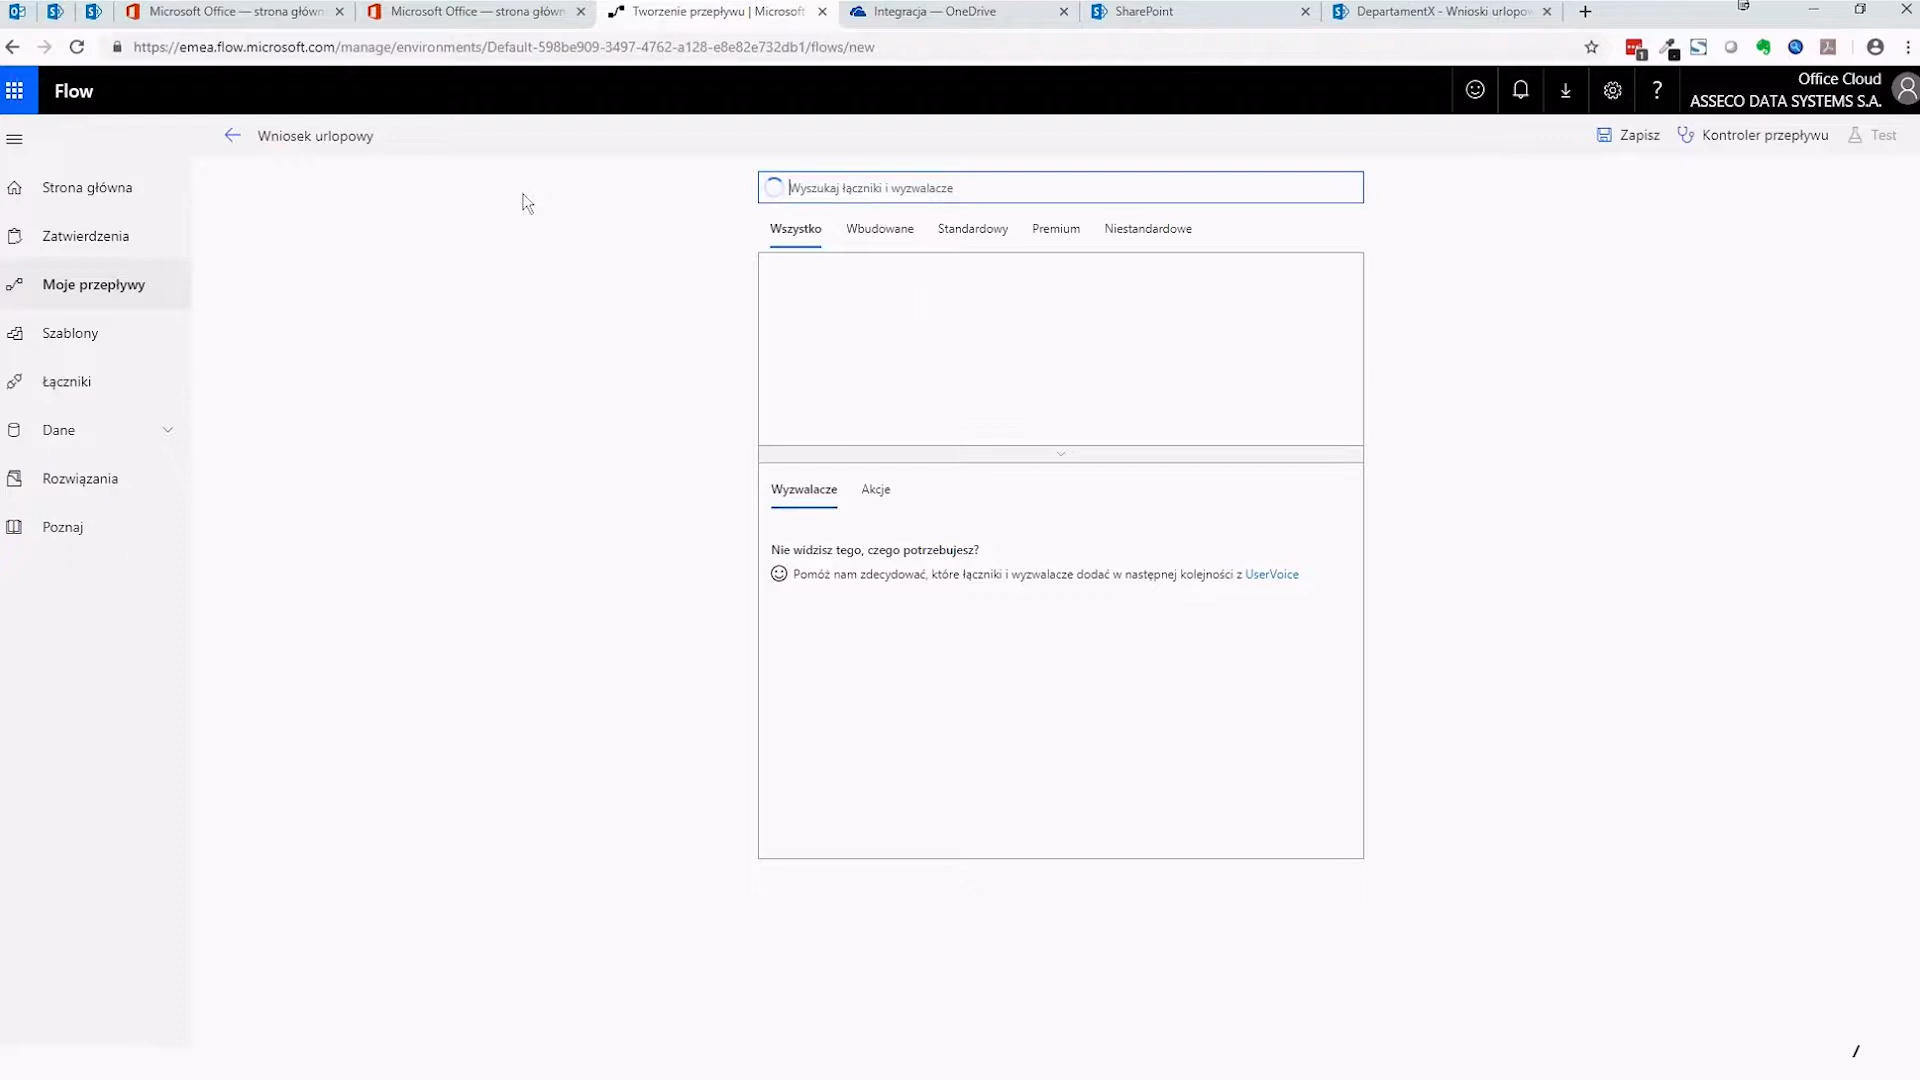 Microsoft Office — strona główn
Microsoft Office — strona główn
Tworzenie przepływu | Microsoft
Integracja — OneDrive
SharePoint
DepartamentX - Wnioski urlopow
https://emea.flow.microsoft.com/manage/environments/Default-598be909-3497-4762-a128-e8e82e732db1/flows/new
Flow
Office Cloud
ASSECO DATA SYSTEMS S.A.
Wniosek urlopowy
Zapisz
Kontroler przepływu
Test
Strona główna
Zatwierdzenia
Moje przepływy
Szablony
Łączniki
Dane
Rozwiązania
Poznaj
Wyszukaj łączniki i wyzwalacze
Wszystko
Wbudowane
Standardowy
Premium
Niestandardowe
Wyzwalacze
Akcje
Nie widzisz tego, czego potrzebujesz?
Pomóż nam zdecydować, które łączniki i wyzwalacze dodać w następnej kolejności z UserVoice
/